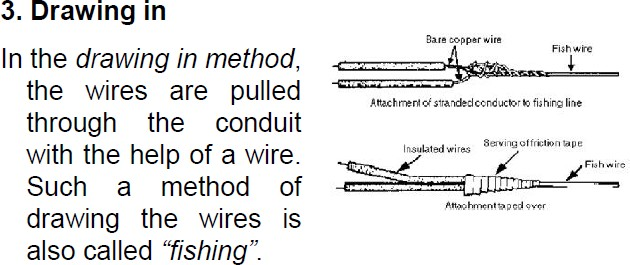 3. Drawing in
In the drawing in method,
the wires are pulled
through the conduit
with the help of a wire.
Such a method of
drawing the wires is
also called “fishing”.
Bare copper wire
Fish wire
Attachment of stranded conductor to fishing line
Insulated wires
Serving of friction tape
Fish wire
Attachment taped over